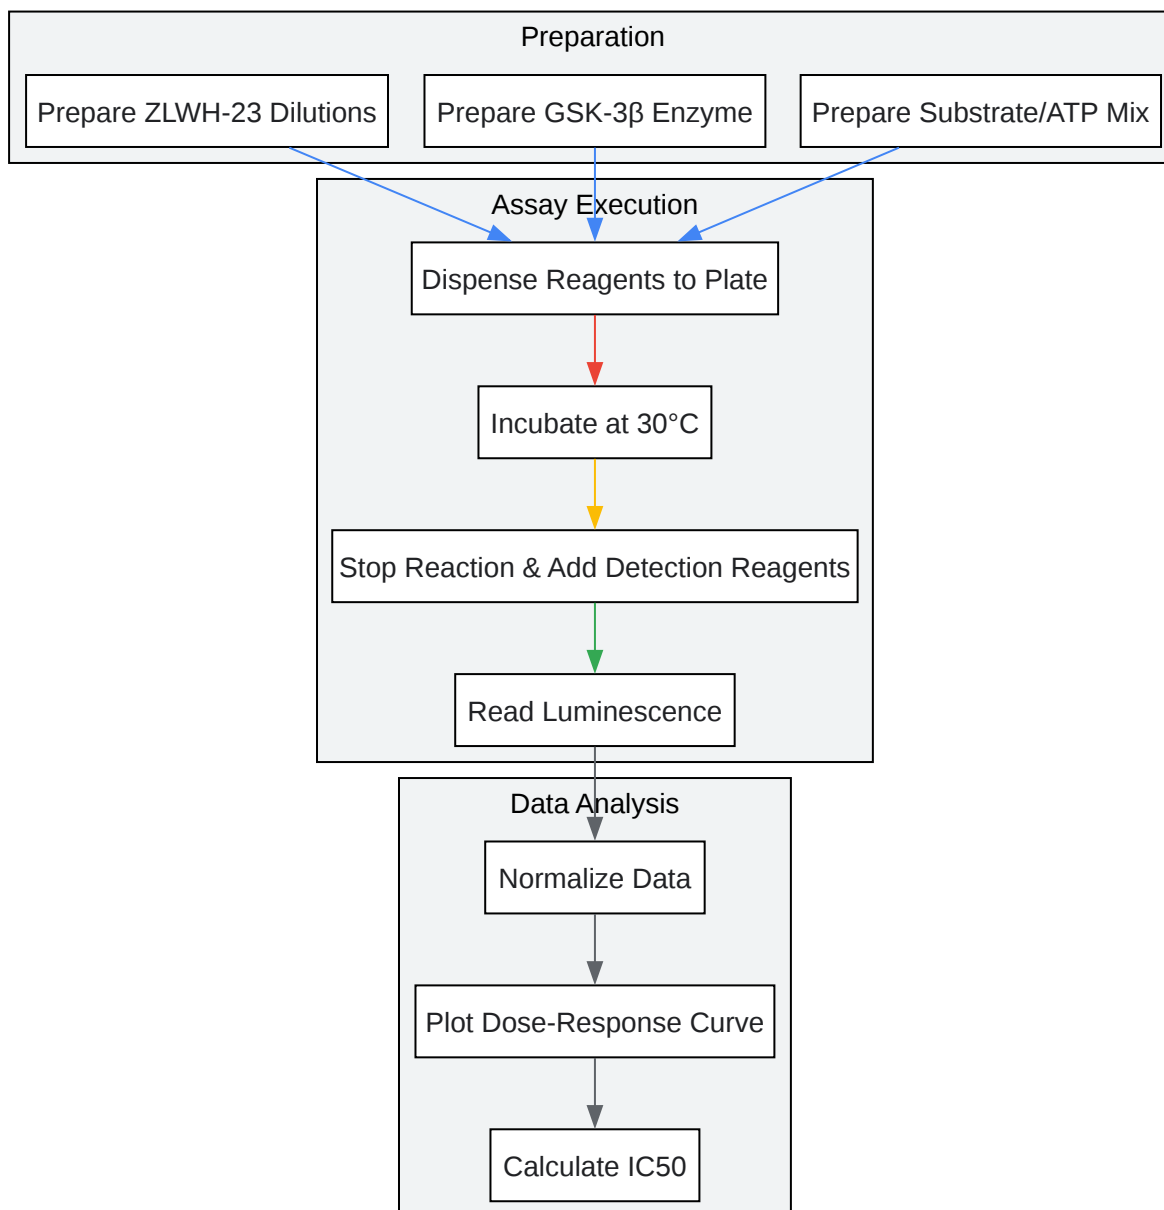 Preparation
Prepare ZLWH-23 Dilutions
Prepare GSK-3β Enzyme
Prepare Substrate/ATP Mix
Assay Execution
Dispense Reagents to Plate
Incubate at 30°C
Stop Reaction & Add Detection Reagents
Read Luminescence
Data Analysis
Normalize Data
Plot Dose-Response Curve
Calculate IC50